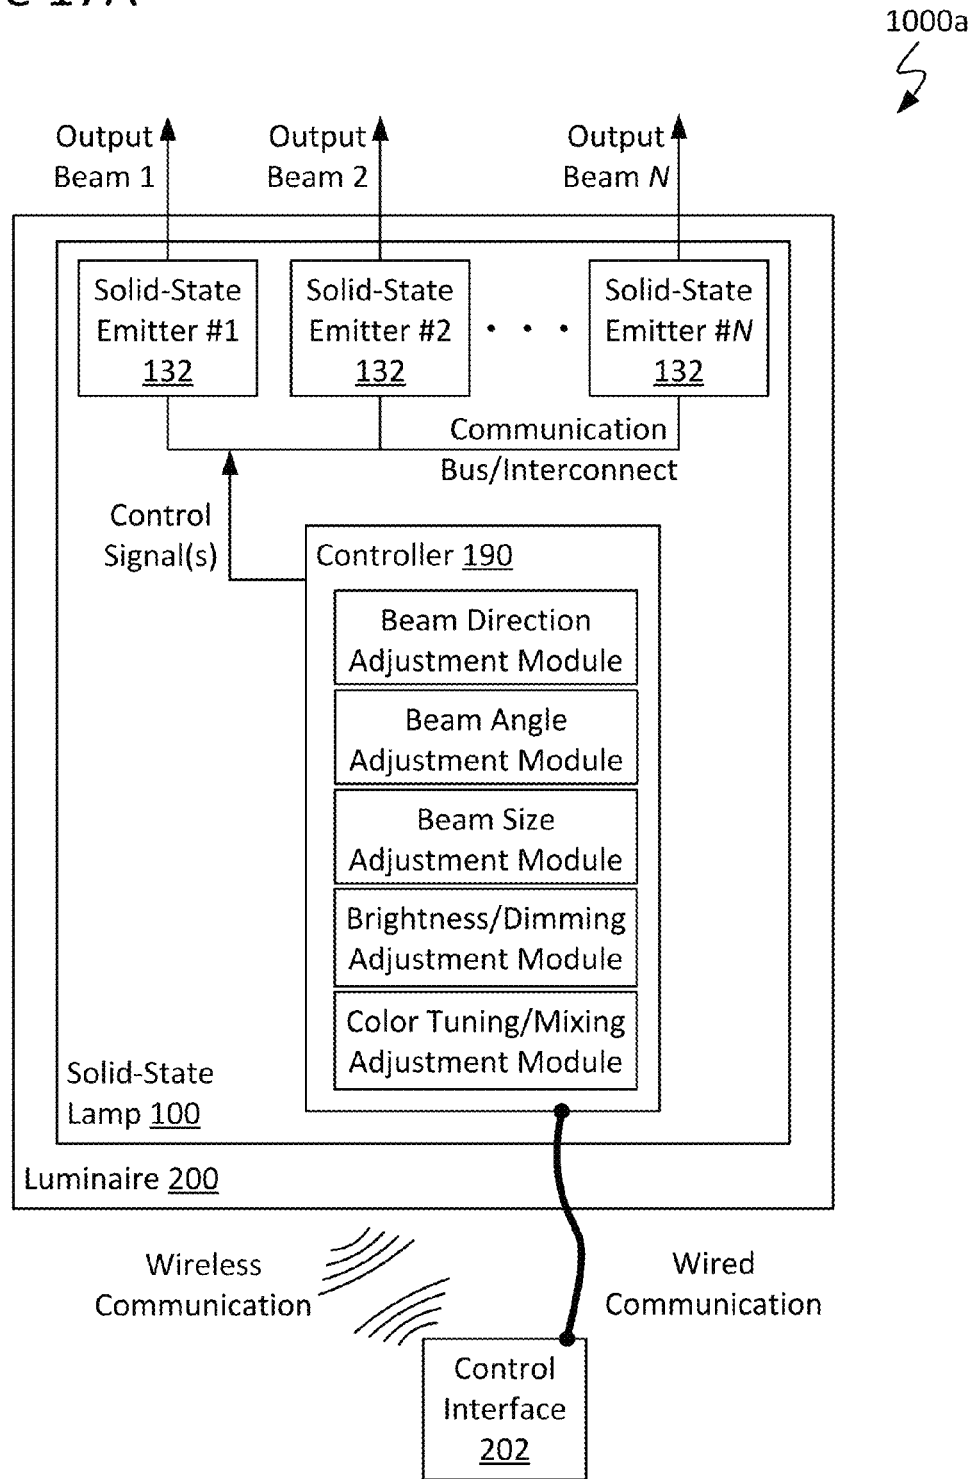 17A
1000a
Output
Beam 1
Output
Beam 2
Output
Beam N
Solid-State
Emitter #1
132
Solid-State
Emitter #2
132
. . .
Solid-State
Emitter #N
132
Communication
Bus/Interconnect
Control
Signal(s)
Controller 190
Beam Direction
Adjustment Module
Beam Angle
Adjustment Module
Beam Size
Adjustment Module
Brightness/Dimming
Adjustment Module
Color Tuning/Mixing
Adjustment Module
Solid-State
Lamp 100
Luminaire 200
Wireless
Communication
Wired
Communication
Control
Interface
202